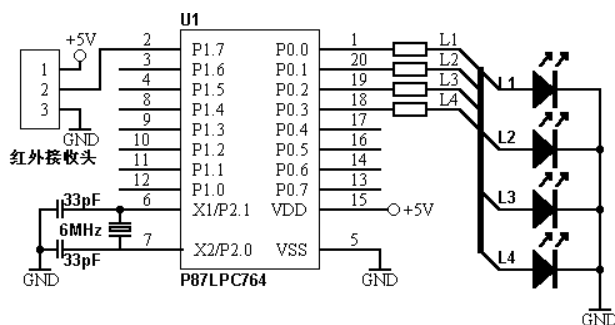 U1
+5V
1
2
3
GND
红外接收头
2
3
4
8
9
10
11
12
6
7
P1.7
P1.6
P1.5
P1.4
P1.3
P1.2
P1.1
P1.0
X1/P2.1
X2/P2.0
P0.0
P0.1
P0.2
P0.3
P0.4
P0.5
P0.6
P0.7
VDD
VSS
1
20
19
18
17
16
14
13
15
5
+5V
GND
L1
L2
L3
L4
L1
L2
L3
L4
GND
33pF
6MHz
33pF
GND
P87LPC764